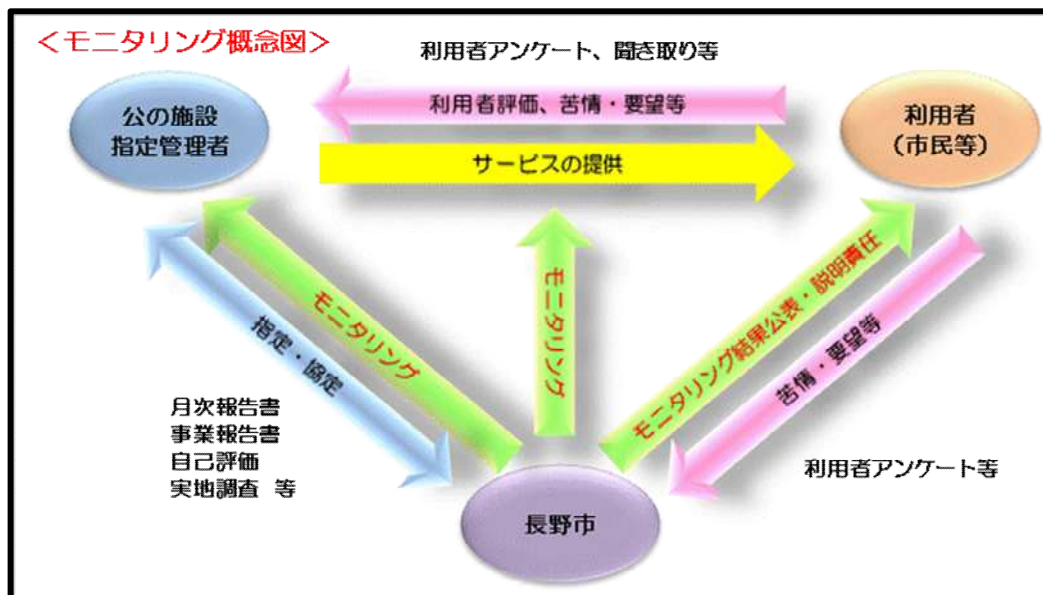 ＜モニタリング概念図＞
利用者アンケート、聞き取り等
公の施設
指定管理者
利用者評価、苦情・要望等
利用者
（市民等）
サービスの提供
モニタリング
指定・協定
モニタリング
モニタリング結果公表・説明責任
苦情・要望等
月次報告書
事業報告書
自己評価
実地調査 等
利用者アンケート等
長野市